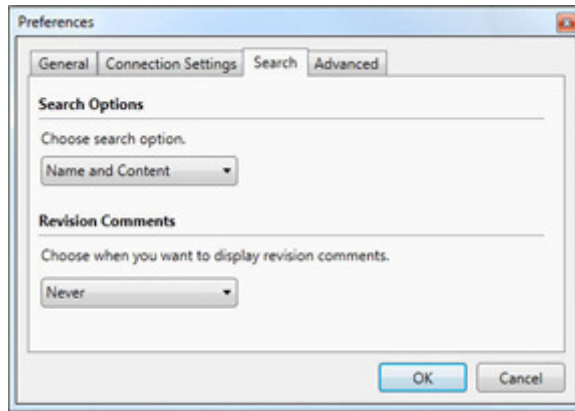 Preferences
General Connection Settings Search Advanced
Search Options
Choose search option.
Name and Content
Revision Comments
Choose when you want to display revision comments.
Never
OK Cancel